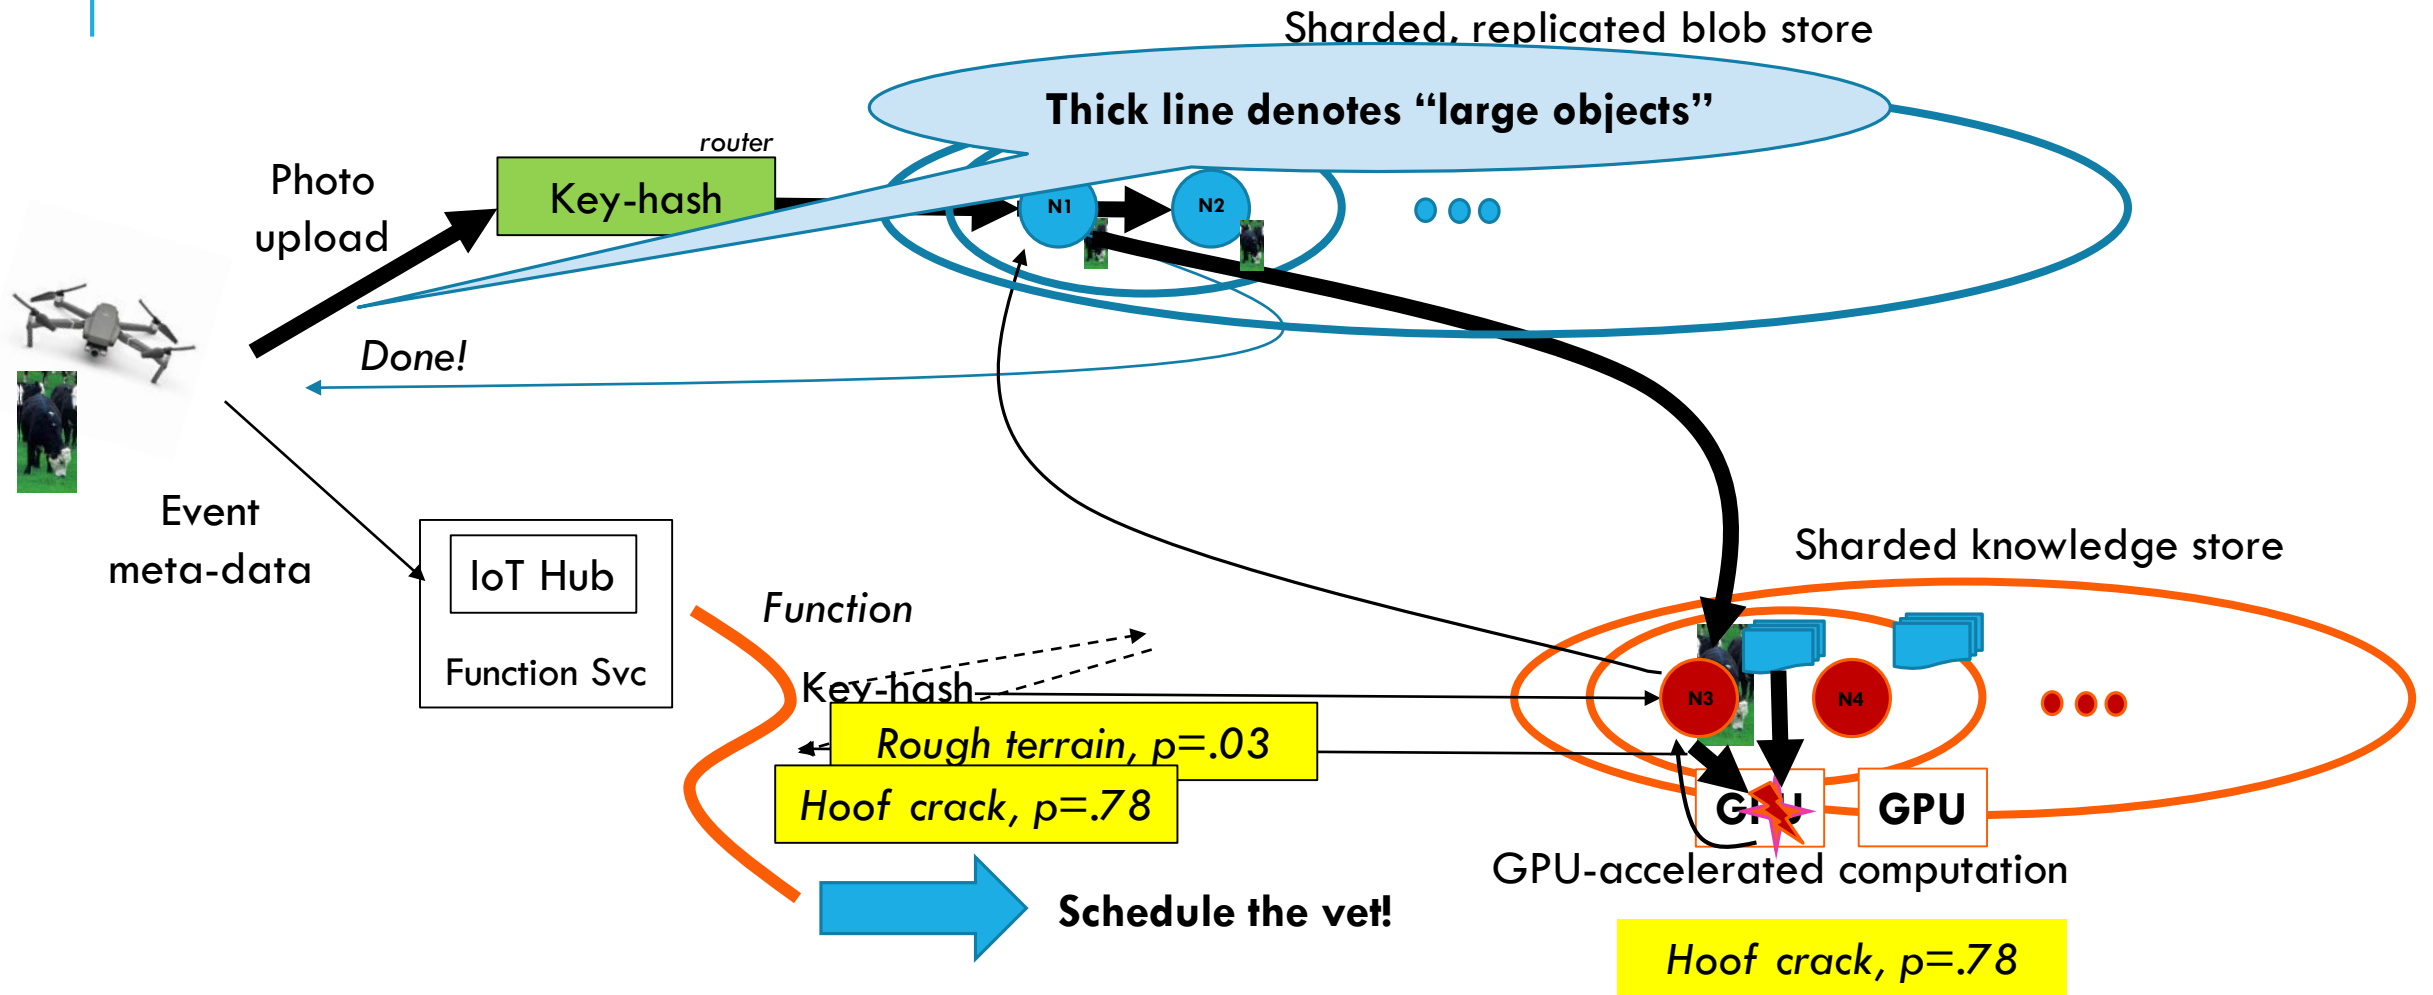 Sharded, replicated blob store
Thick line denotes “large objects”
router
Photo
upload
Key-hash
N1
N2
Done!
Event
meta-data
IoT Hub
Function Svc
Function
Key-hash
Sharded knowledge store
N3
N4
Rough terrain, p=.03
Hoof crack, p=.78
GPU
GPU
GPU-accelerated computation
Schedule the vet!
Hoof crack, p=.78